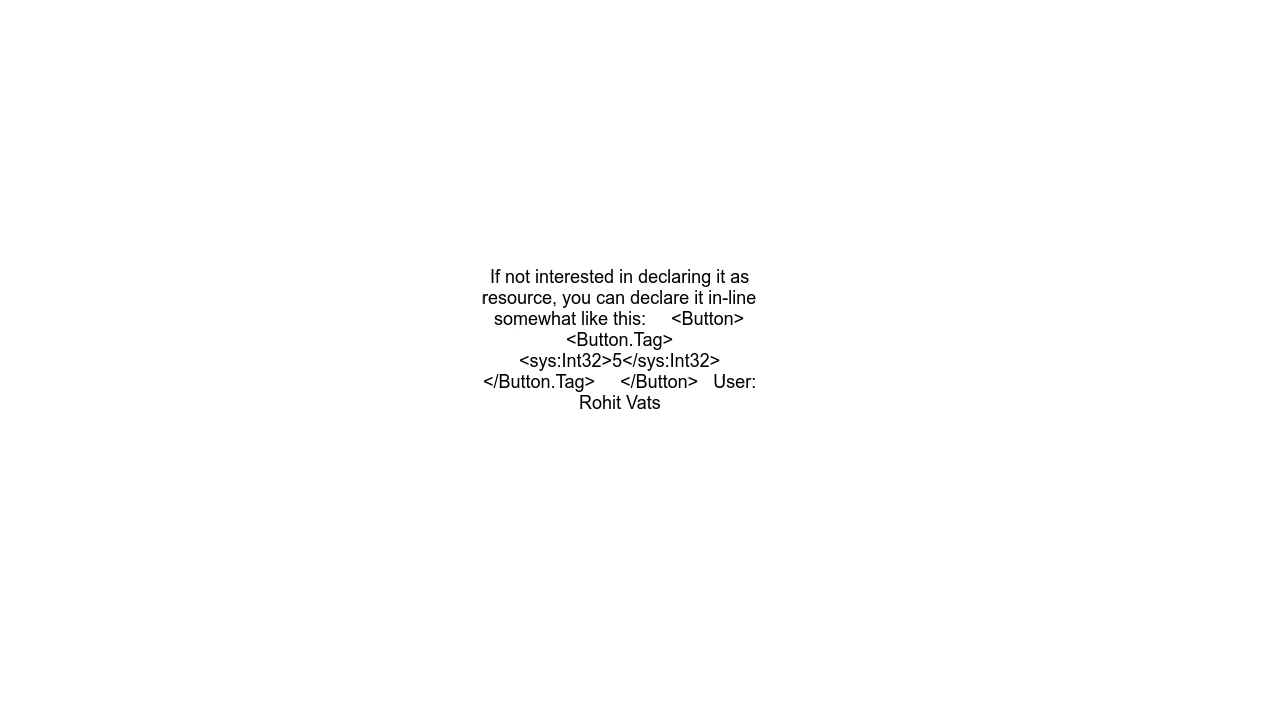 If not interested in declaring it as
resource, you can declare it in-line
somewhat like this:     <Button>
<Button.Tag>
<sys:Int32>5</sys:Int32>
</Button.Tag>     </Button>   User:
Rohit Vats